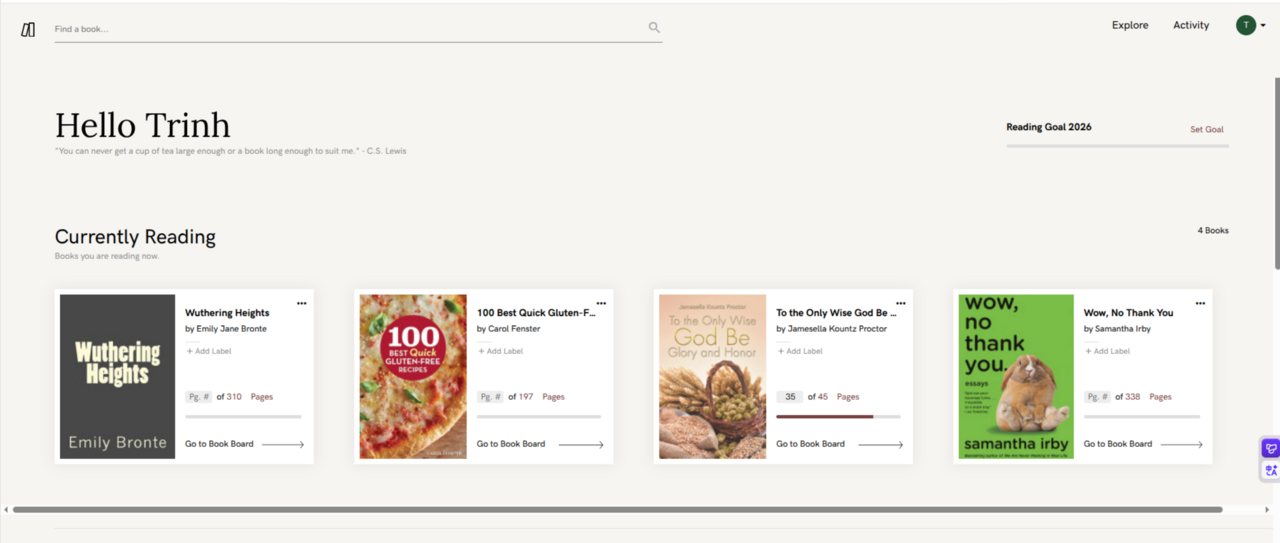 Find a book...
Explore
Activity
T
Hello Trinh
"You can never get a cup of tea large enough or a book long enough to suit me." - C.S. Lewis
Reading Goal 2026
Set Goal
Currently Reading
4 Books
Books you are reading now.
Wuthering
Heights
Emily Bronte
Wuthering Heights
by Emily Jane Bronte
+ Add Label
Pg. # of 310 Pages
Go to Book Board
100
BEST Quick
GLUTEN-FREE
RECIPES
CAROL FENSTER
100 Best Quick Gluten-F...
by Carol Fenster
+ Add Label
Pg. # of 197 Pages
Go to Book Board
Jamesella Kountz Proctor
To the Only Wise
God Be
Glory and Honor
To the Only Wise God Be ...
by Jamesella Kountz Proctor
+ Add Label
35 of 45 Pages
Go to Book Board
wow,
no
thank
you.
essays
samantha irby
Wow, No Thank You
by Samantha Irby
+ Add Label
Pg. # of 338 Pages
Go to Book Board